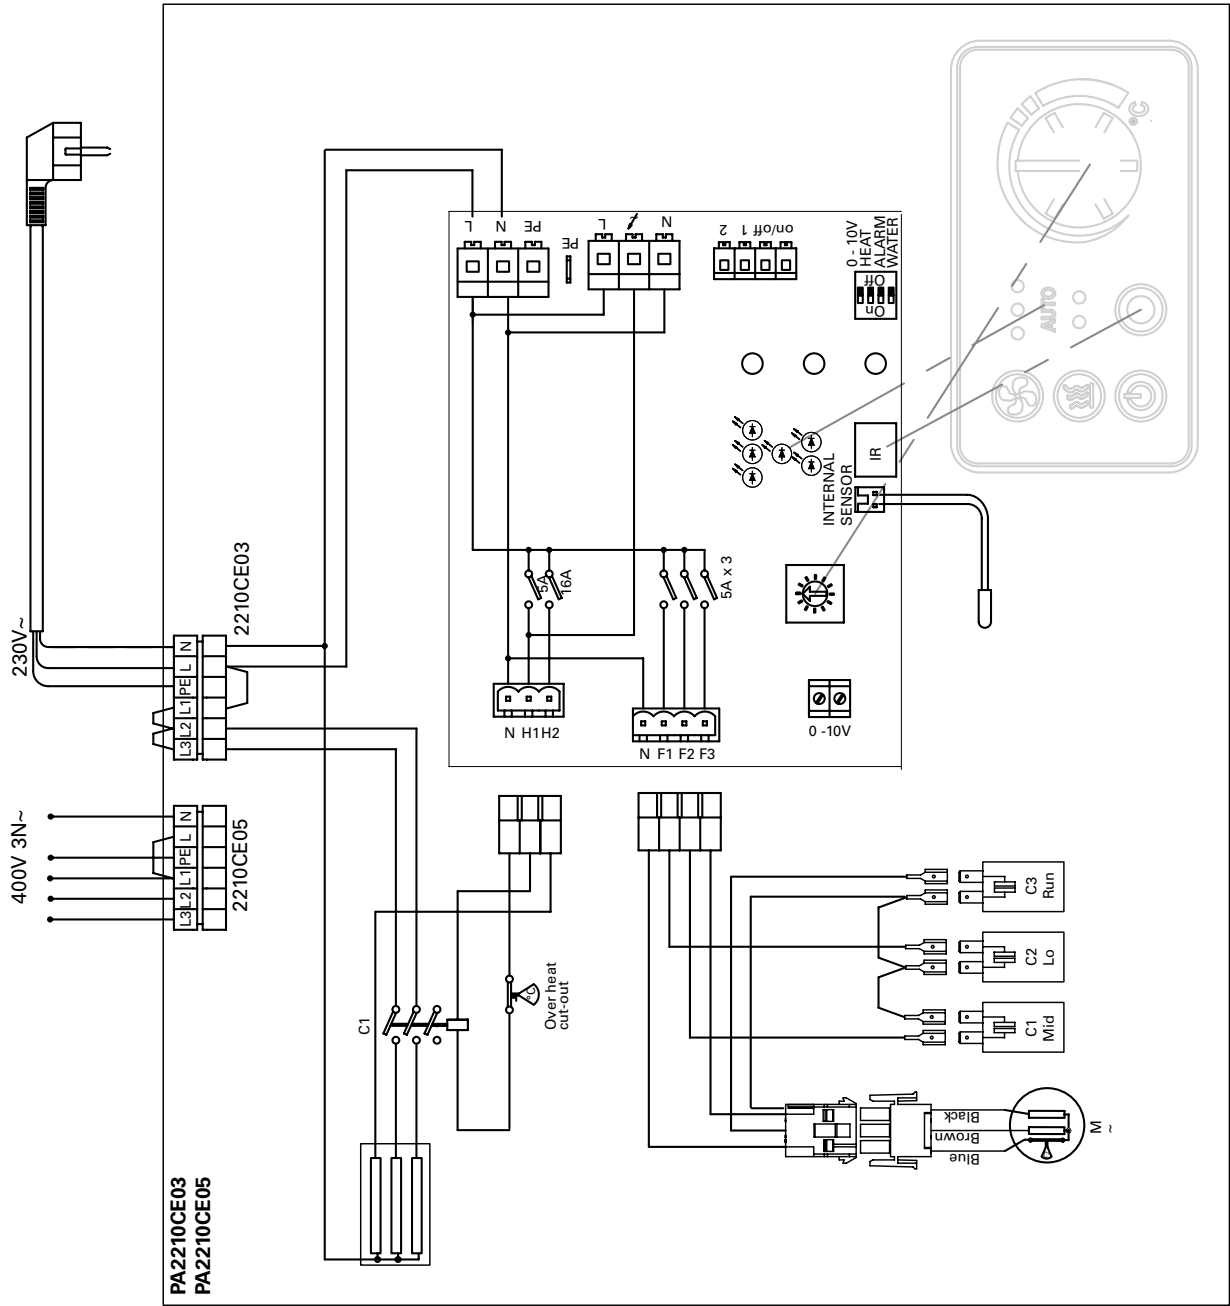 PA2210CE03
PA2210CE05
230V~
L3 L2 L1 PE L N
2210CE03
400V 3N~
L3 L2 L1 PE L N
2210CE05
L
N
PE
PE
L
N
2
1
on/off
0 - 10V
HEAT
ALARM
WATER
Off
On
°C
AUTO
IR
INTERNAL
SENSOR
5A
16A
5A x 3
N H1 H2
N F1 F2 F3
0 -10V
C1
°C
Over heat
cut-out
C3
Run
C2
Lo
C1
Mid
Black
Brown
Blue
M
~